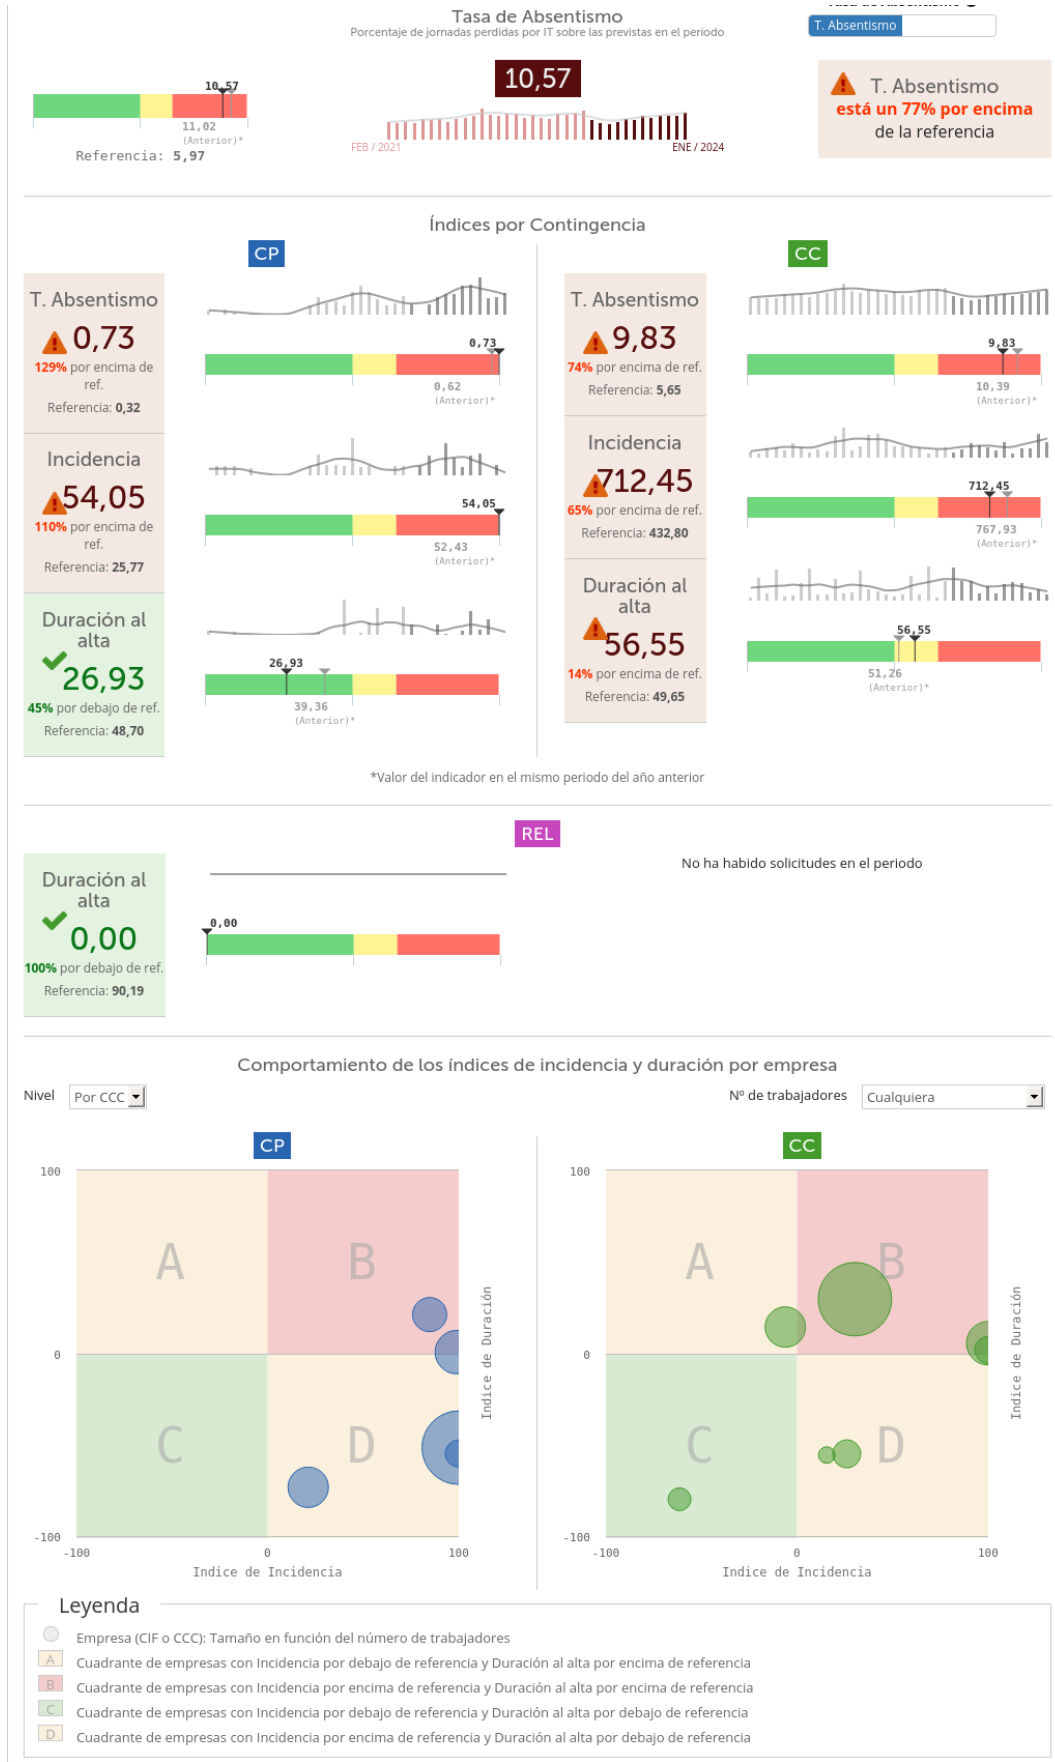 Tasa de Absentismo
Tasa de Absentismo
Porcentaje de jornadas perdidas por IT sobre las previstas en el periodo
T. Absentismo
10,57
11,02
(Anterior)*
Referencia: 5,97
10,57
FEB / 2021
ENE / 2024
T. Absentismo
está un 77% por encima
de la referencia
Índices por Contingencia
CP
T. Absentismo
0,73
129% por encima de
ref.
Referencia: 0,32
0,73
0,62
(Anterior)*
Incidencia
54,05
110% por encima de
ref.
Referencia: 25,77
54,05
52,43
(Anterior)*
Duración al
alta
26,93
45% por debajo de ref.
Referencia: 48,70
26,93
39,36
(Anterior)*
CC
T. Absentismo
9,83
74% por encima de ref.
Referencia: 5,65
9,83
10,39
(Anterior)*
Incidencia
712,45
65% por encima de ref.
Referencia: 432,80
712,45
767,93
(Anterior)*
Duración al
alta
56,55
14% por encima de ref.
Referencia: 49,65
56,55
51,26
(Anterior)*
*Valor del indicador en el mismo periodo del año anterior
REL
Duración al
alta
0,00
100% por debajo de ref.
Referencia: 90,19
0,00
No ha habido solicitudes en el periodo
Comportamiento de los índices de incidencia y duración por empresa
Nivel Por CCC
Nº de trabajadores Cualquiera
CP
100
0
-100
A
B
C
D
-100 0 100
Indice de Incidencia
Indice de Duración
CC
100
0
-100
A
B
C
D
-100 0 100
Indice de Incidencia
Indice de Duración
Leyenda
Empresa (CIF o CCC): Tamaño en función del número de trabajadores
A Cuadrante de empresas con Incidencia por debajo de referencia y Duración al alta por encima de referencia
B Cuadrante de empresas con Incidencia por encima de referencia y Duración al alta por encima de referencia
C Cuadrante de empresas con Incidencia por debajo de referencia y Duración al alta por debajo de referencia
D Cuadrante de empresas con Incidencia por encima de referencia y Duración al alta por debajo de referencia